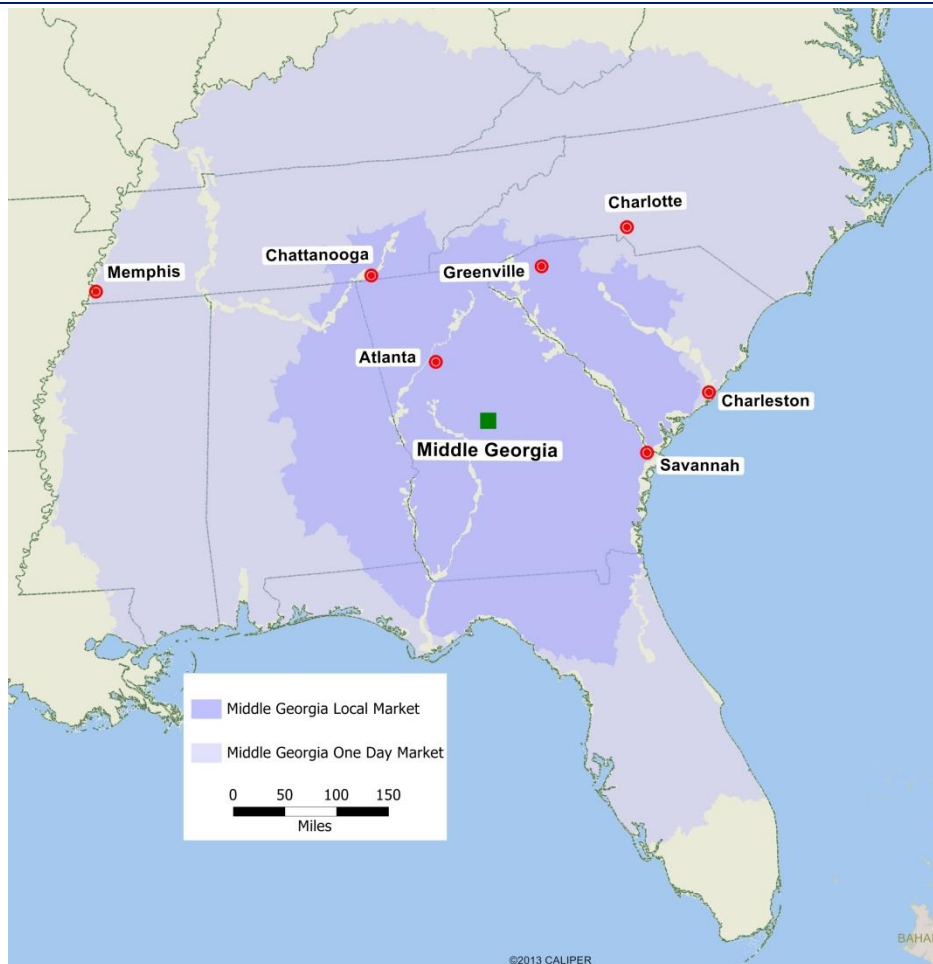 Charlotte
Chattanooga
Greenville
Memphis
Atlanta
Charleston
Middle Georgia
Savannah
Middle Georgia Local Market
Middle Georgia One Day Market
0 50 100 150
Miles
BAHA
©2013 CALIPER